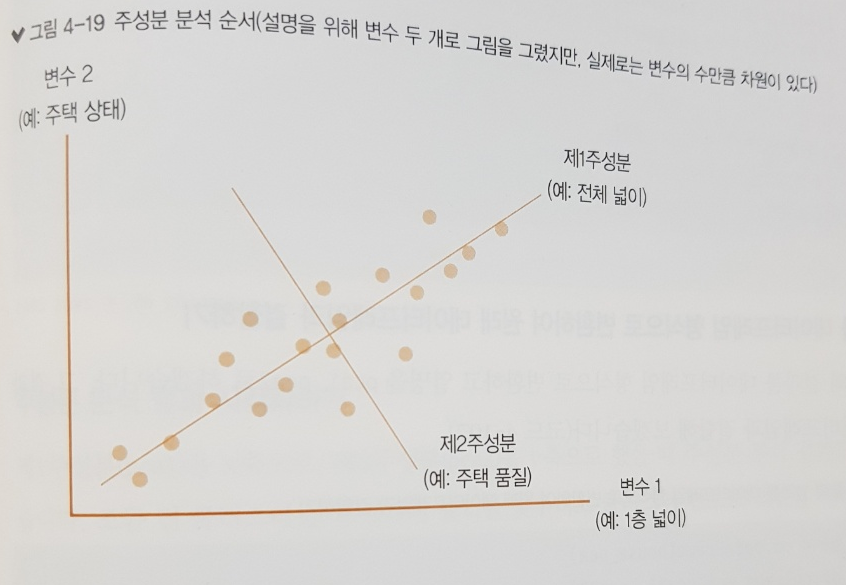 그림 4-19 주성분 분석 순서(설명을 위해 변수 두 개로 그림을 그렸지만, 실제로는 변수의 수만큼 차원이 있다)
변수 2
(예: 주택 상태)
제1주성분
(예: 전체 넓이)
제2주성분
(예: 주택 품질)
변수 1
(예: 1층 넓이)